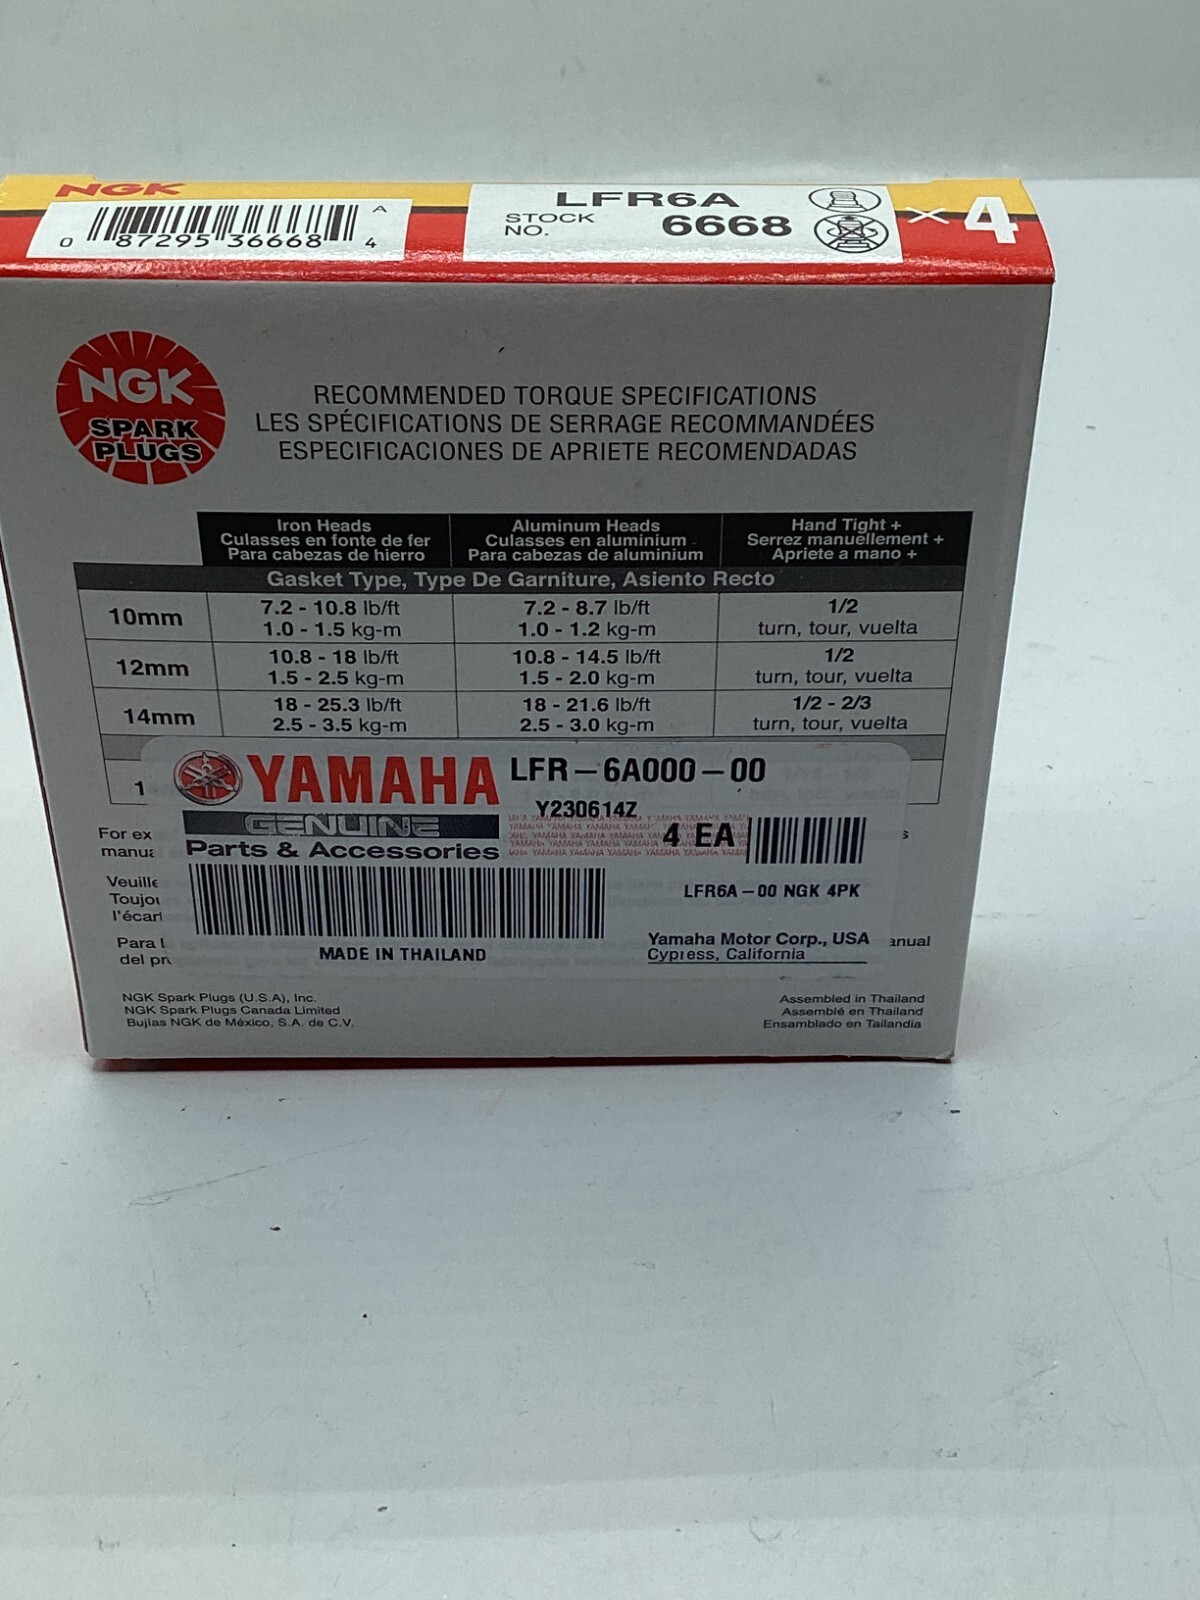 NGK
LFR6A
STOCK NO. 6668
× 4
A
0 87295 36668 4
NGK
SPARK
PLUGS
RECOMMENDED TORQUE SPECIFICATIONS
LES SPÉCIFICATIONS DE SERRAGE RECOMMANDÉES
ESPECIFICACIONES DE APRIETE RECOMENDADAS
Iron Heads
Culasses en fonte de fer
Para cabezas de hierro
Aluminum Heads
Culasses en aluminium
Para cabezas de aluminium
Hand Tight +
Serrez manuellement +
Apriete a mano +
Gasket Type, Type De Garniture, Asiento Recto
10mm
7.2 - 10.8 lb/ft
1.0 - 1.5 kg-m
7.2 - 8.7 lb/ft
1.0 - 1.2 kg-m
1/2
turn, tour, vuelta
12mm
10.8 - 18 lb/ft
1.5 - 2.5 kg-m
10.8 - 14.5 lb/ft
1.5 - 2.0 kg-m
1/2
turn, tour, vuelta
14mm
18 - 25.3 lb/ft
2.5 - 3.5 kg-m
18 - 21.6 lb/ft
2.5 - 3.0 kg-m
1/2 - 2/3
turn, tour, vuelta
YAMAHA
GENUINE
Parts & Accessories
LFR-6A000-00
Y230614Z
4 EA
LFR6A-00 NGK 4PK
MADE IN THAILAND
Yamaha Motor Corp., USA
Cypress, California
For ex
Para l
NGK Spark Plugs (U.S.A), Inc.
NGK Spark Plugs Canada Limited
Bujías NGK de México, S.A. de C.V.
Assembled in Thailand
Assemblé en Thailand
Ensamblado en Tailandia